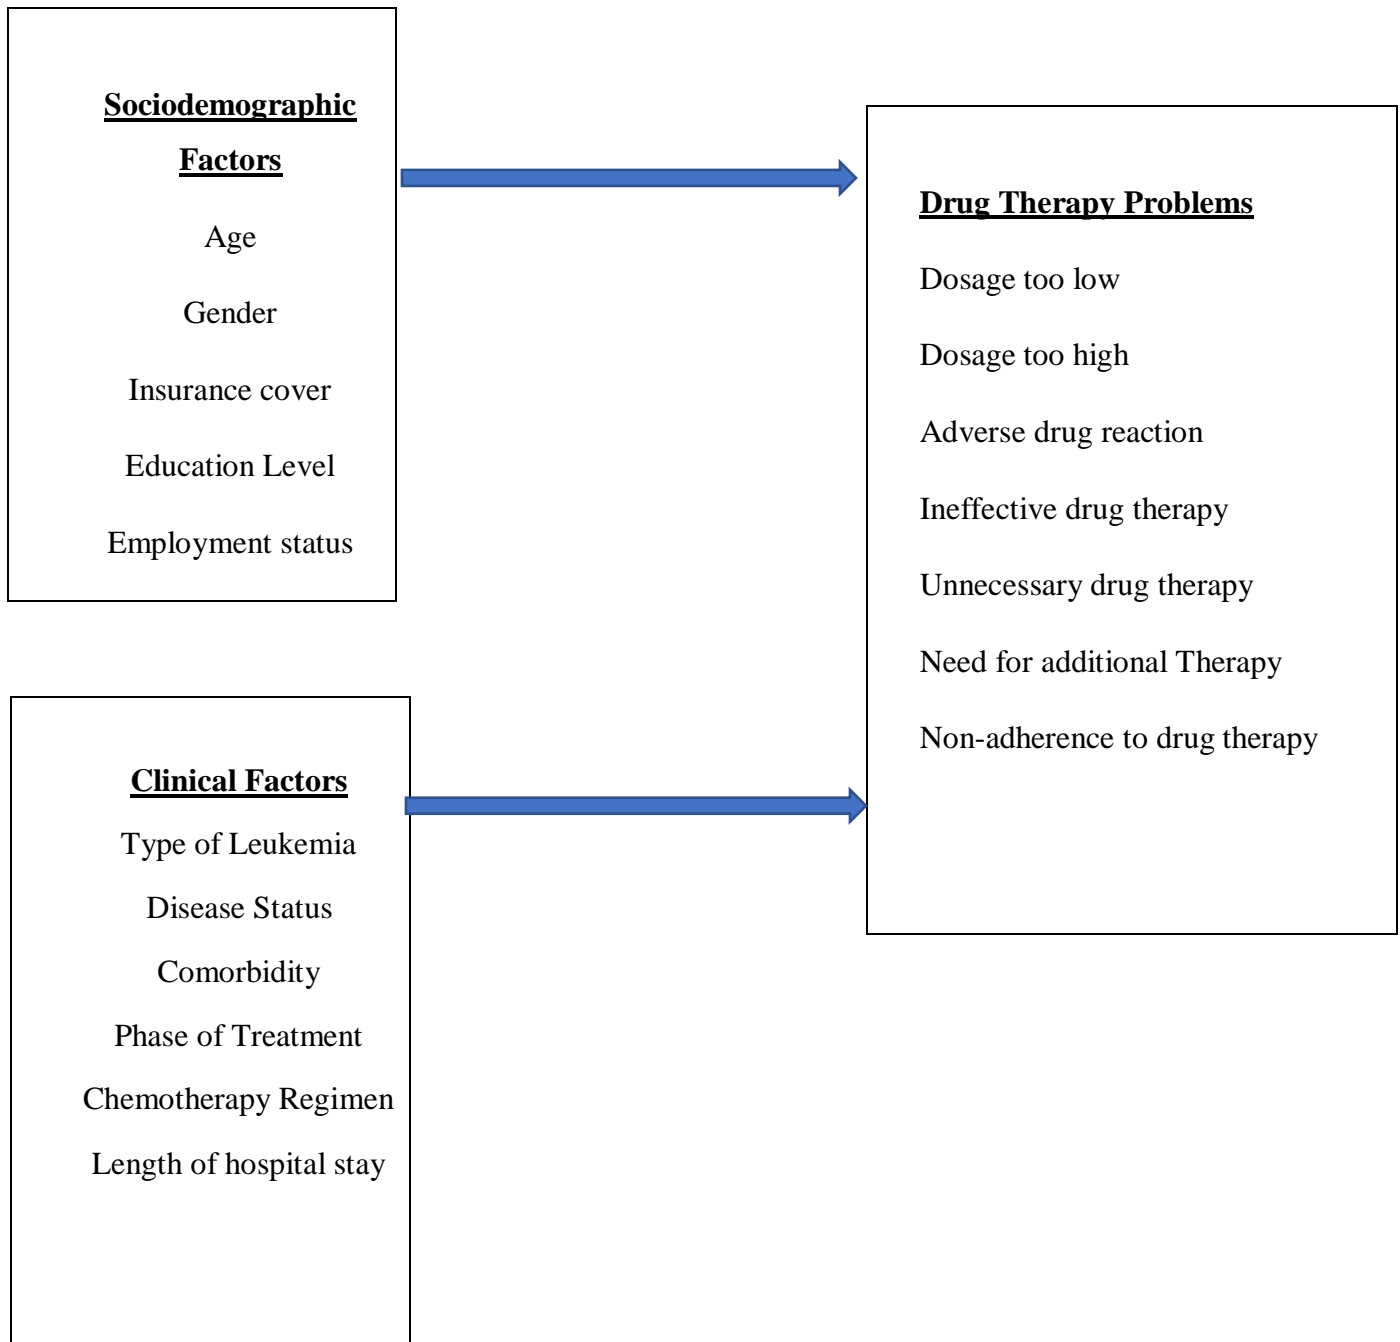 Sociodemographic
Factors
Age
Gender
Insurance cover
Education Level
Employment status
Clinical Factors
Type of Leukemia
Disease Status
Comorbidity
Phase of Treatment
Chemotherapy Regimen
Length of hospital stay
Drug Therapy Problems
Dosage too low
Dosage too high
Adverse drug reaction
Ineffective drug therapy
Unnecessary drug therapy
Need for additional Therapy
Non-adherence to drug therapy